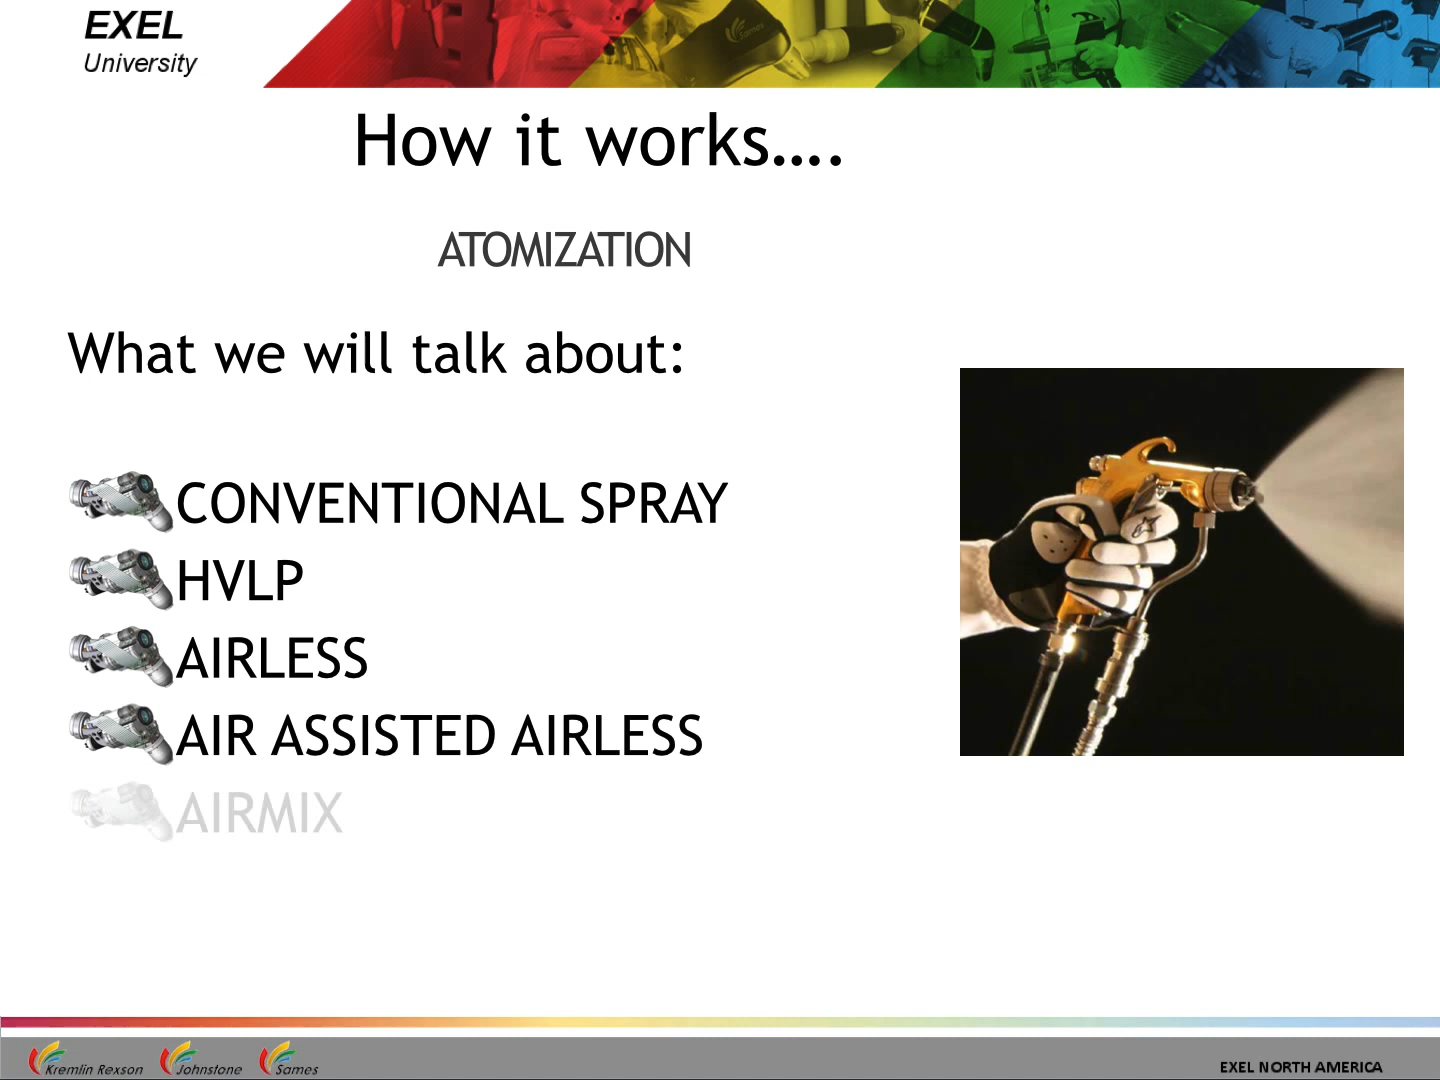 EXEL
University
How it works….
ATOMIZATION
What we will talk about:
CONVENTIONAL SPRAY
HVLP
AIRLESS
AIR ASSISTED AIRLESS
AIRMIX
Kremlin Rexson
Johnstone
Sames
EXEL NORTH AMERICA